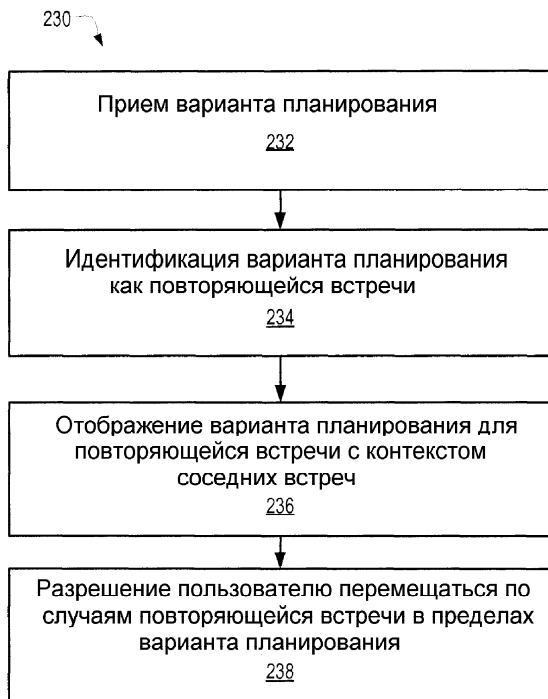 230
Прием варианта планирования
232
Идентификация варианта планирования
как повторяющейся встречи
234
Отображение варианта планирования для
повторяющейся встречи с контекстом
соседних встреч
236
Разрешение пользователю перемещаться по
случаям повторяющейся встречи в пределах
варианта планирования
238